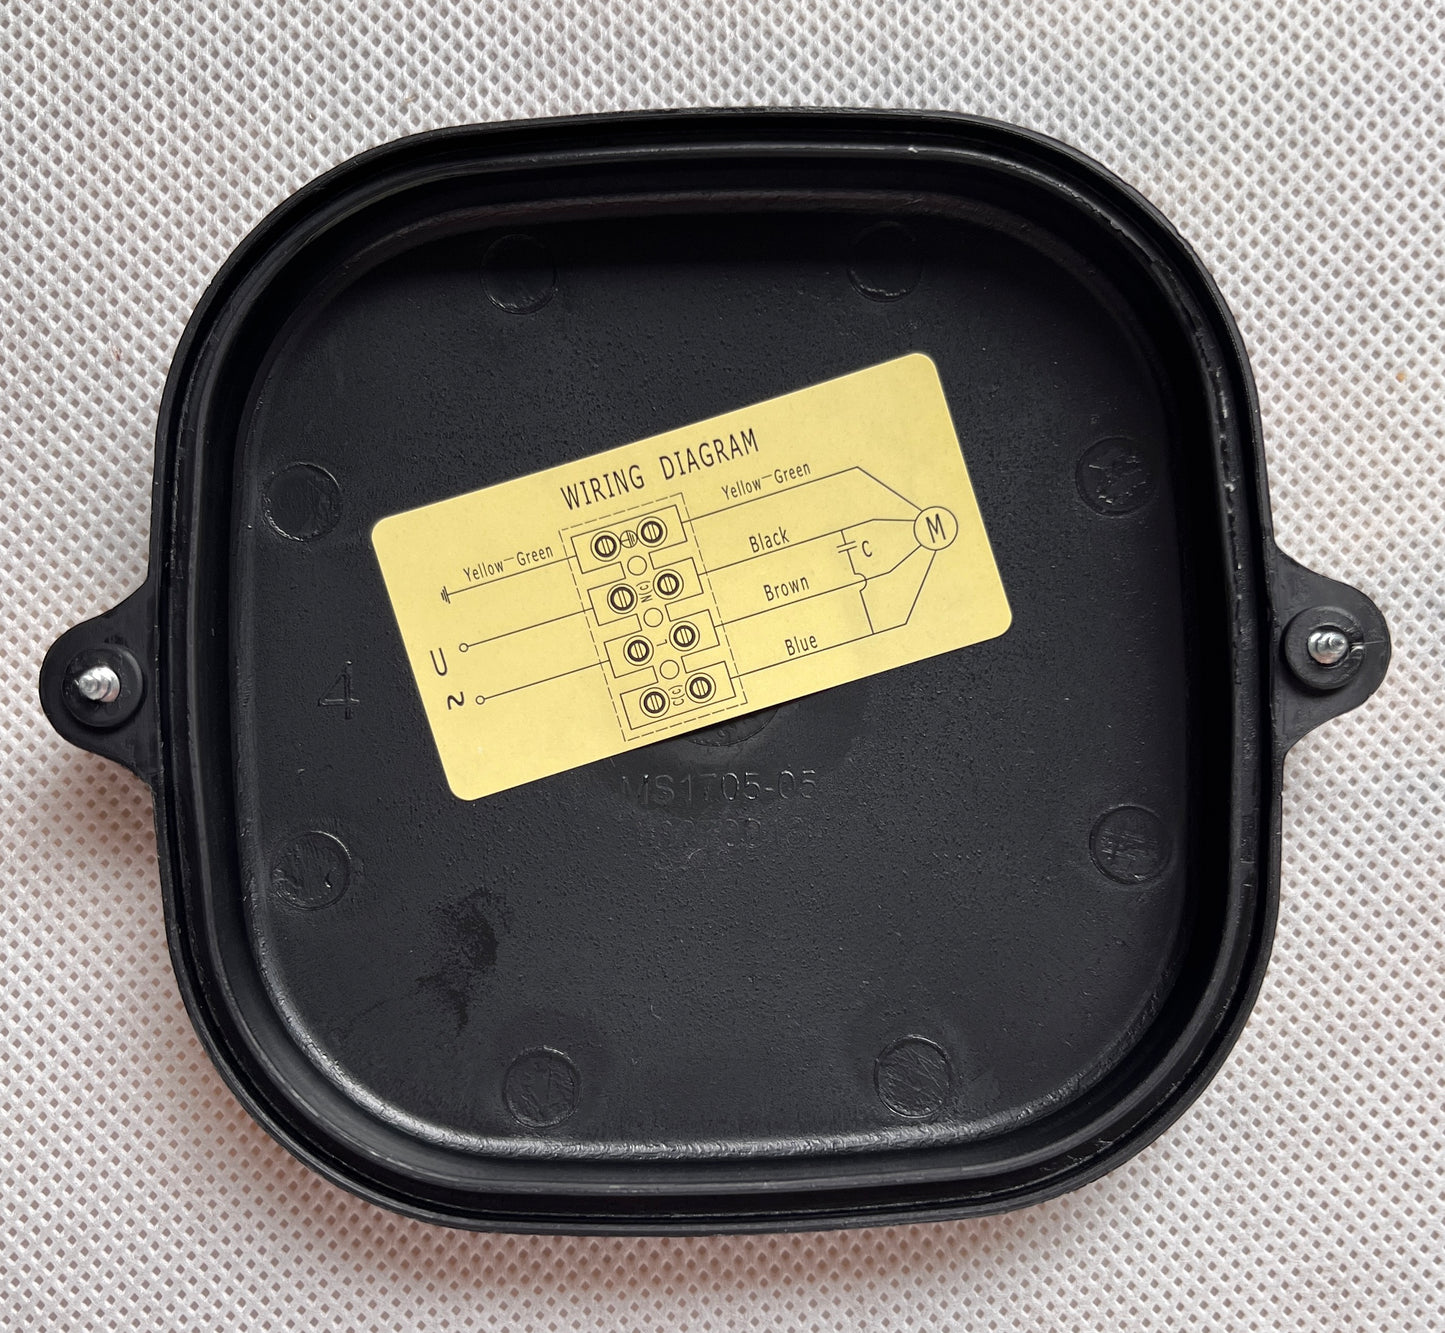 WIRING DIAGRAM
Yellow-Green
Yellow-Green
Black
C
M
U
Brown
~
Blue
4
MS1705-05